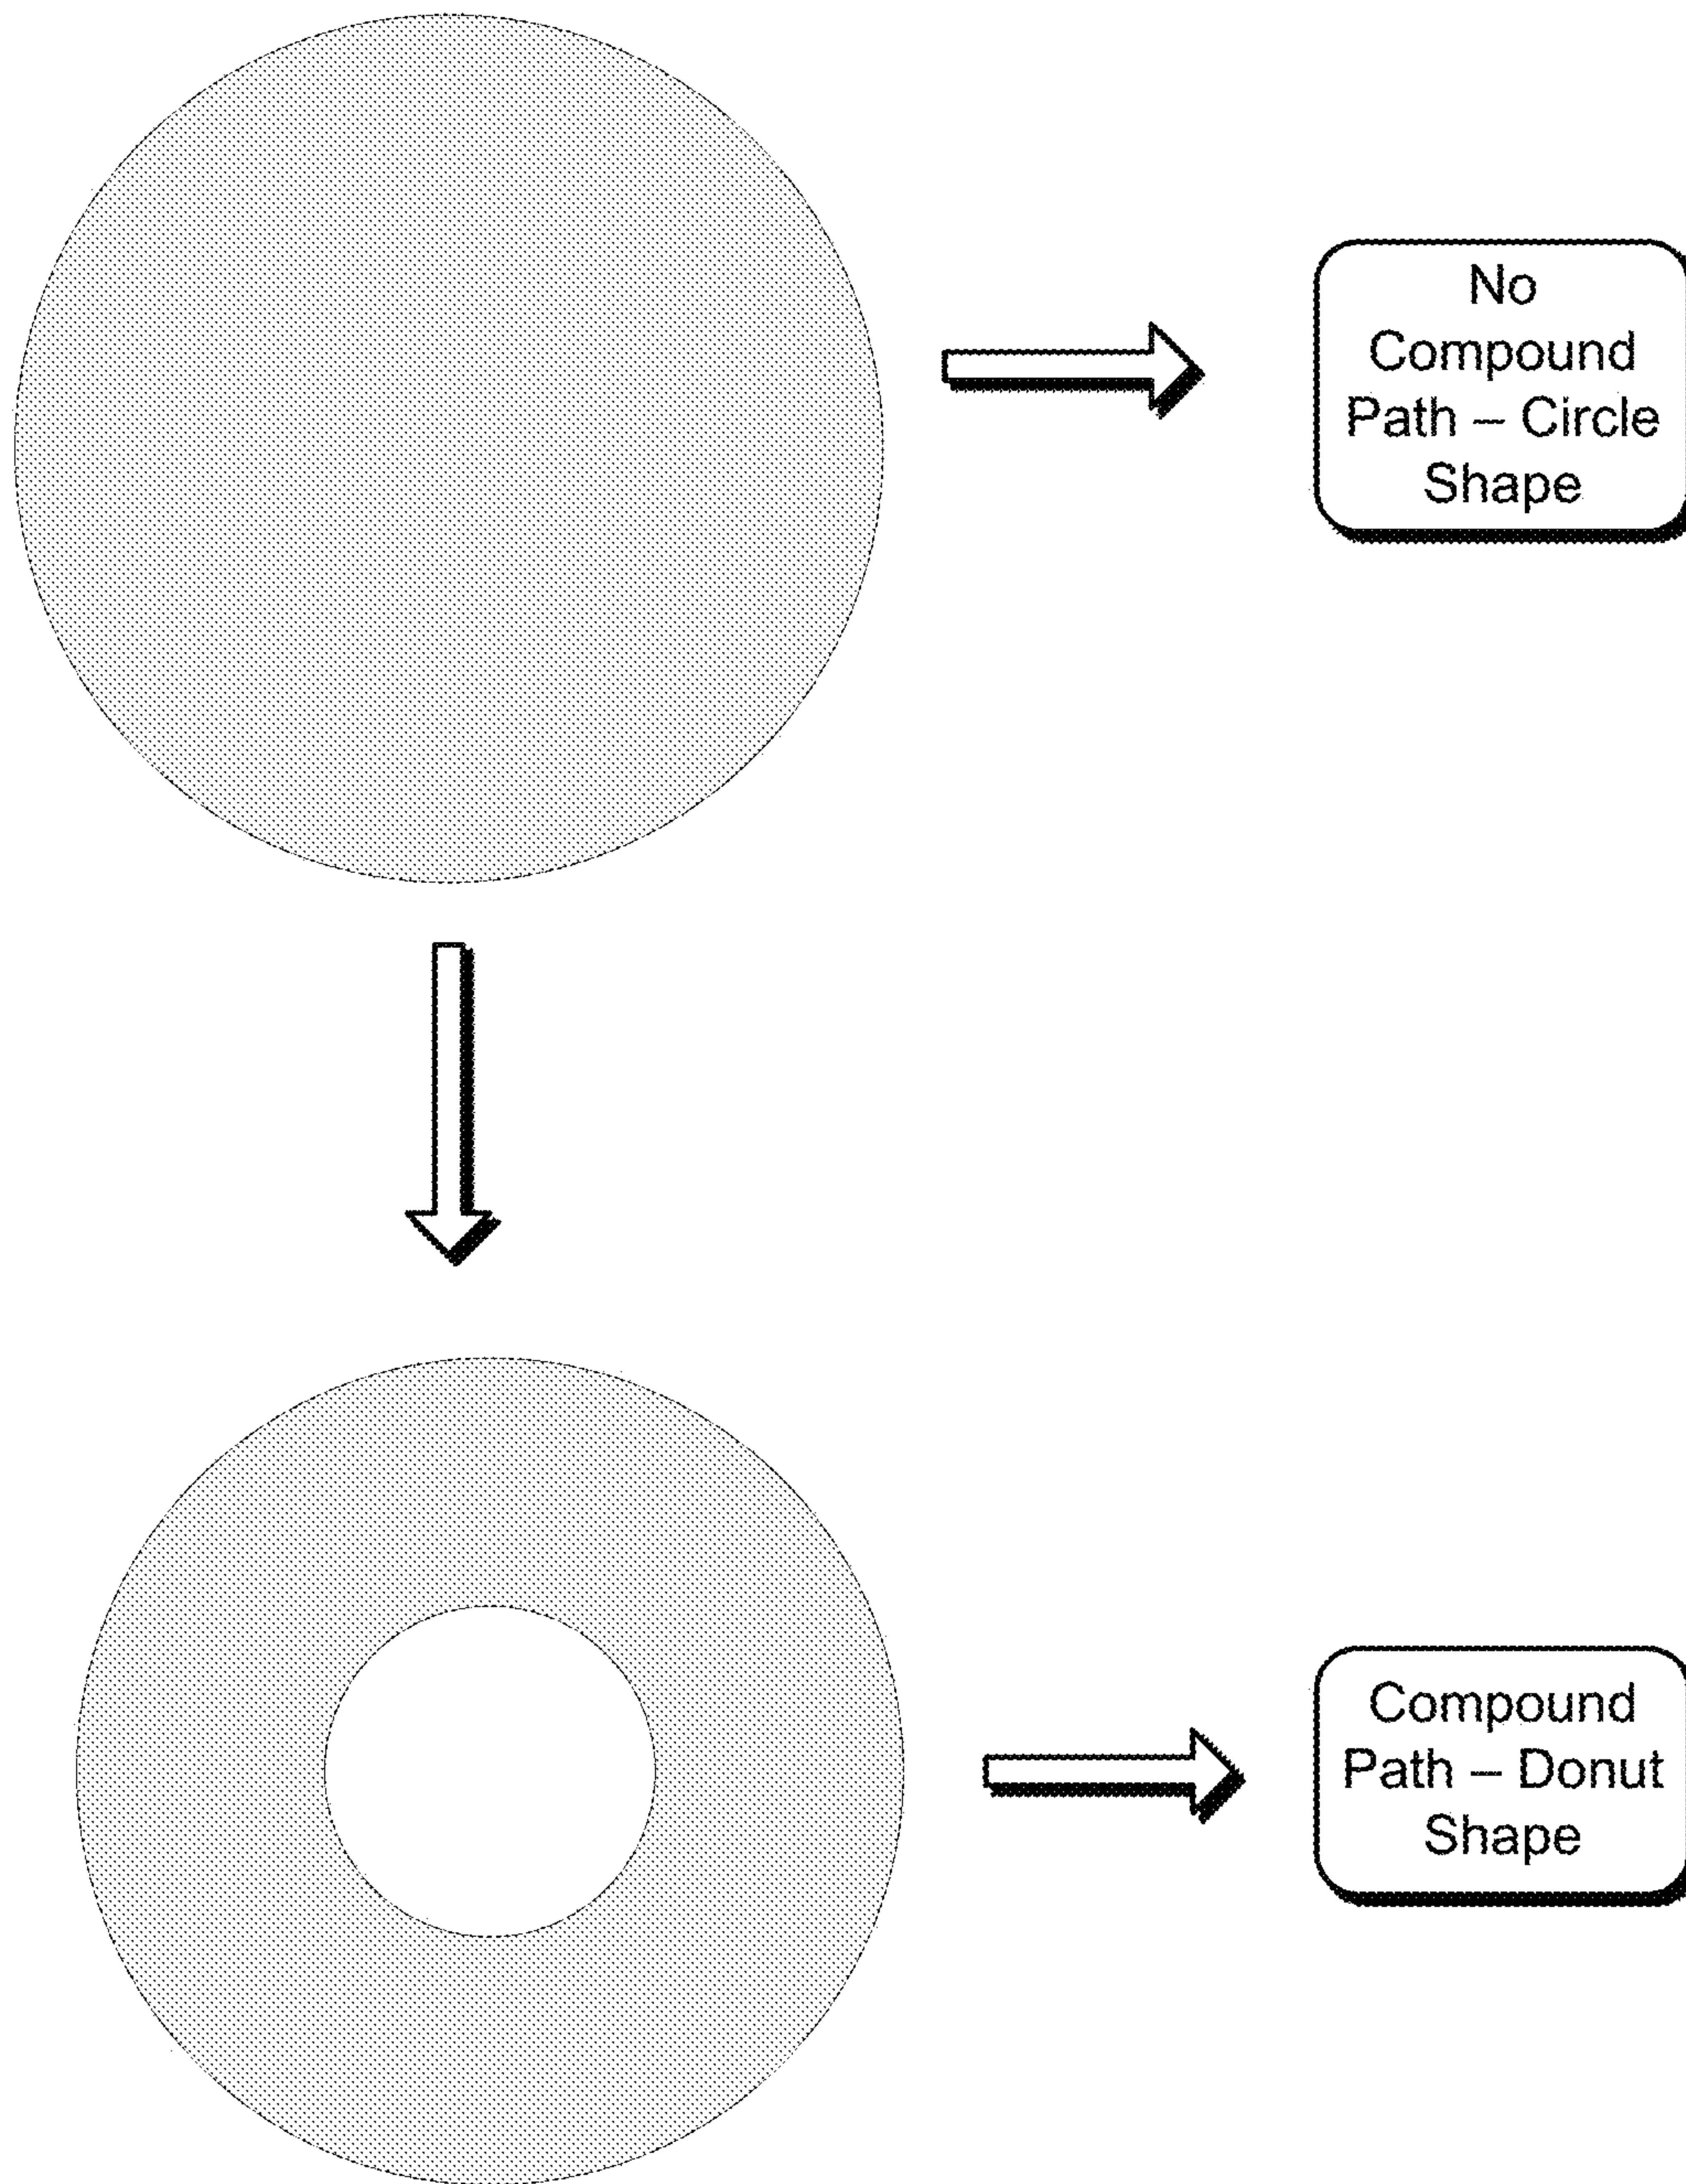 No
Compound
Path – Circle
Shape
Compound
Path – Donut
Shape